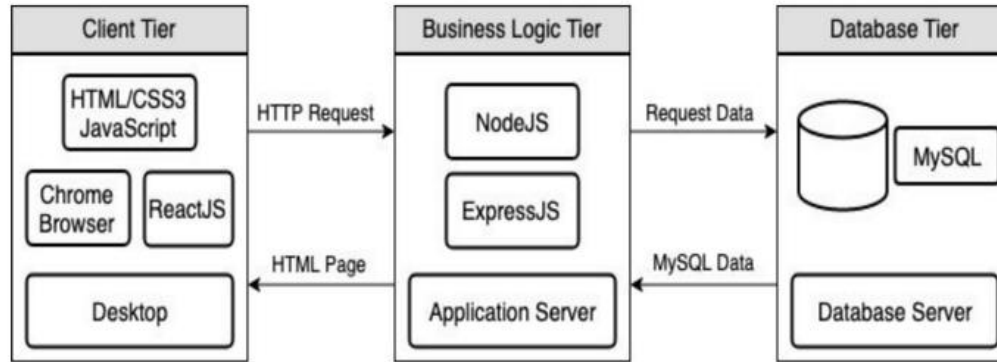 Client Tier
HTML/CSS3
JavaScript
Chrome
Browser
ReactJS
Desktop
HTTP Request
HTML Page
Business Logic Tier
NodeJS
ExpressJS
Application Server
Request Data
MySQL Data
Database Tier
MySQL
Database Server